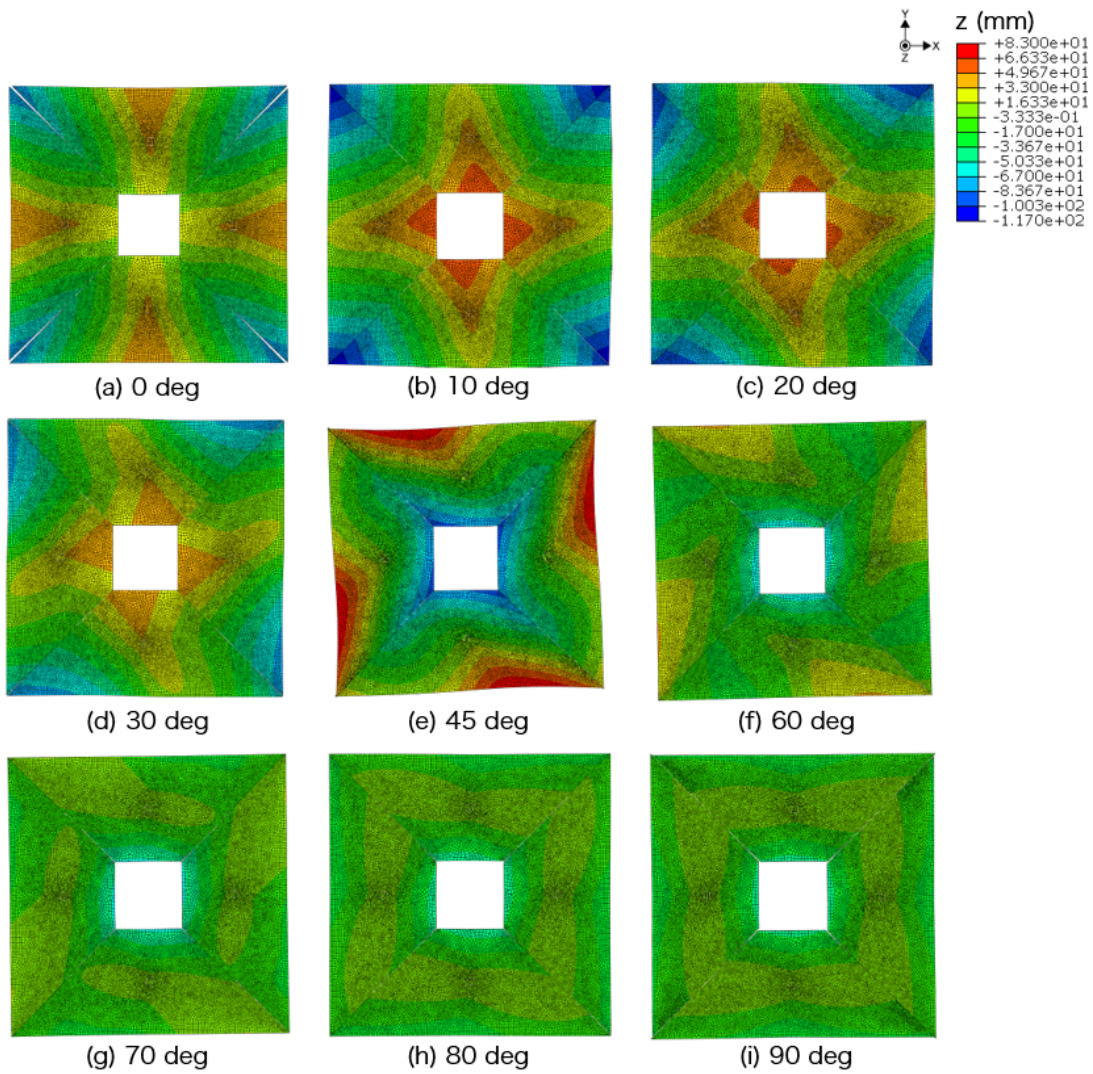 Y
X
Z
z (mm)
+8.300e+01
+6.633e+01
+4.967e+01
+3.300e+01
+1.633e+01
-3.333e-01
-1.700e+01
-3.367e+01
-5.033e+01
-6.700e+01
-8.367e+01
-1.003e+02
-1.170e+02
(a) 0 deg
(b) 10 deg
(c) 20 deg
(d) 30 deg
(e) 45 deg
(f) 60 deg
(g) 70 deg
(h) 80 deg
(i) 90 deg